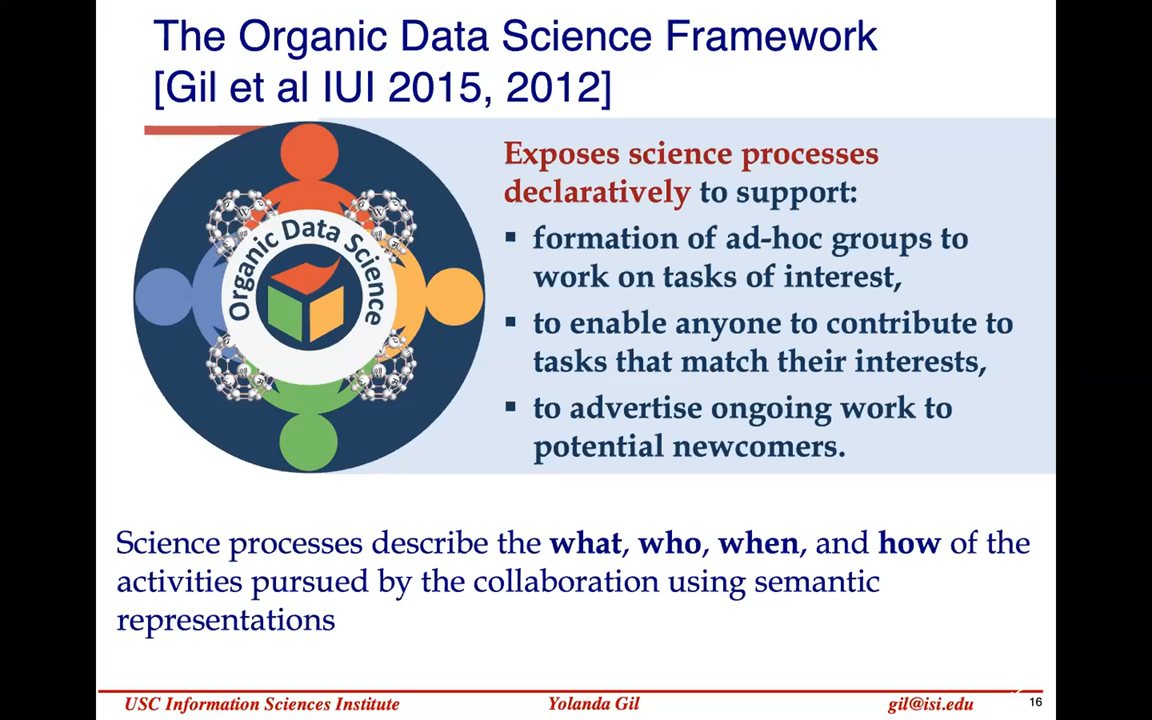 The Organic Data Science Framework
[Gil et al IUI 2015, 2012]
Organic Data Science
Exposes science processes
declaratively to support:
▪ formation of ad-hoc groups to
work on tasks of interest,
▪ to enable anyone to contribute to
tasks that match their interests,
▪ to advertise ongoing work to
potential newcomers.
Science processes describe the what, who, when, and how of the
activities pursued by the collaboration using semantic
representations
USC Information Sciences Institute
Yolanda Gil
gil@isi.edu
16